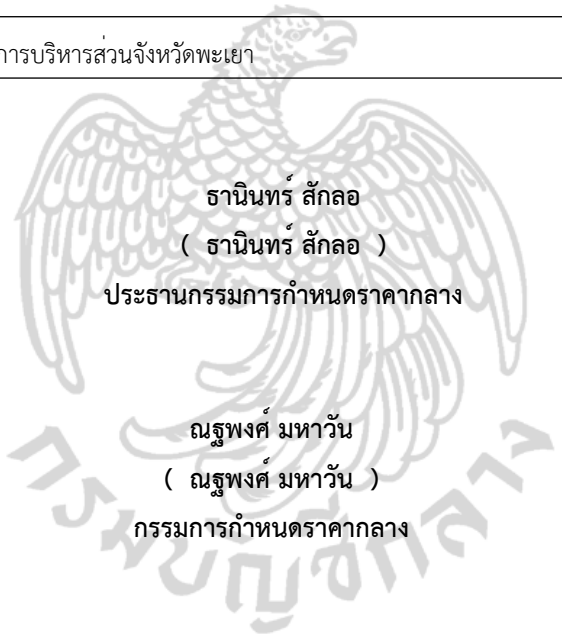 การบริหารส่วนจังหวัดพะเยา
ธานินทร์ สักลอ
( ธานินทร์ สักลอ )
ประธานกรรมการกำหนดราคากลาง
ณฐพงศ์ มหาวัน
( ณฐพงศ์ มหาวัน )
กรรมการกำหนดราคากลาง
กรมบัญชีกลาง